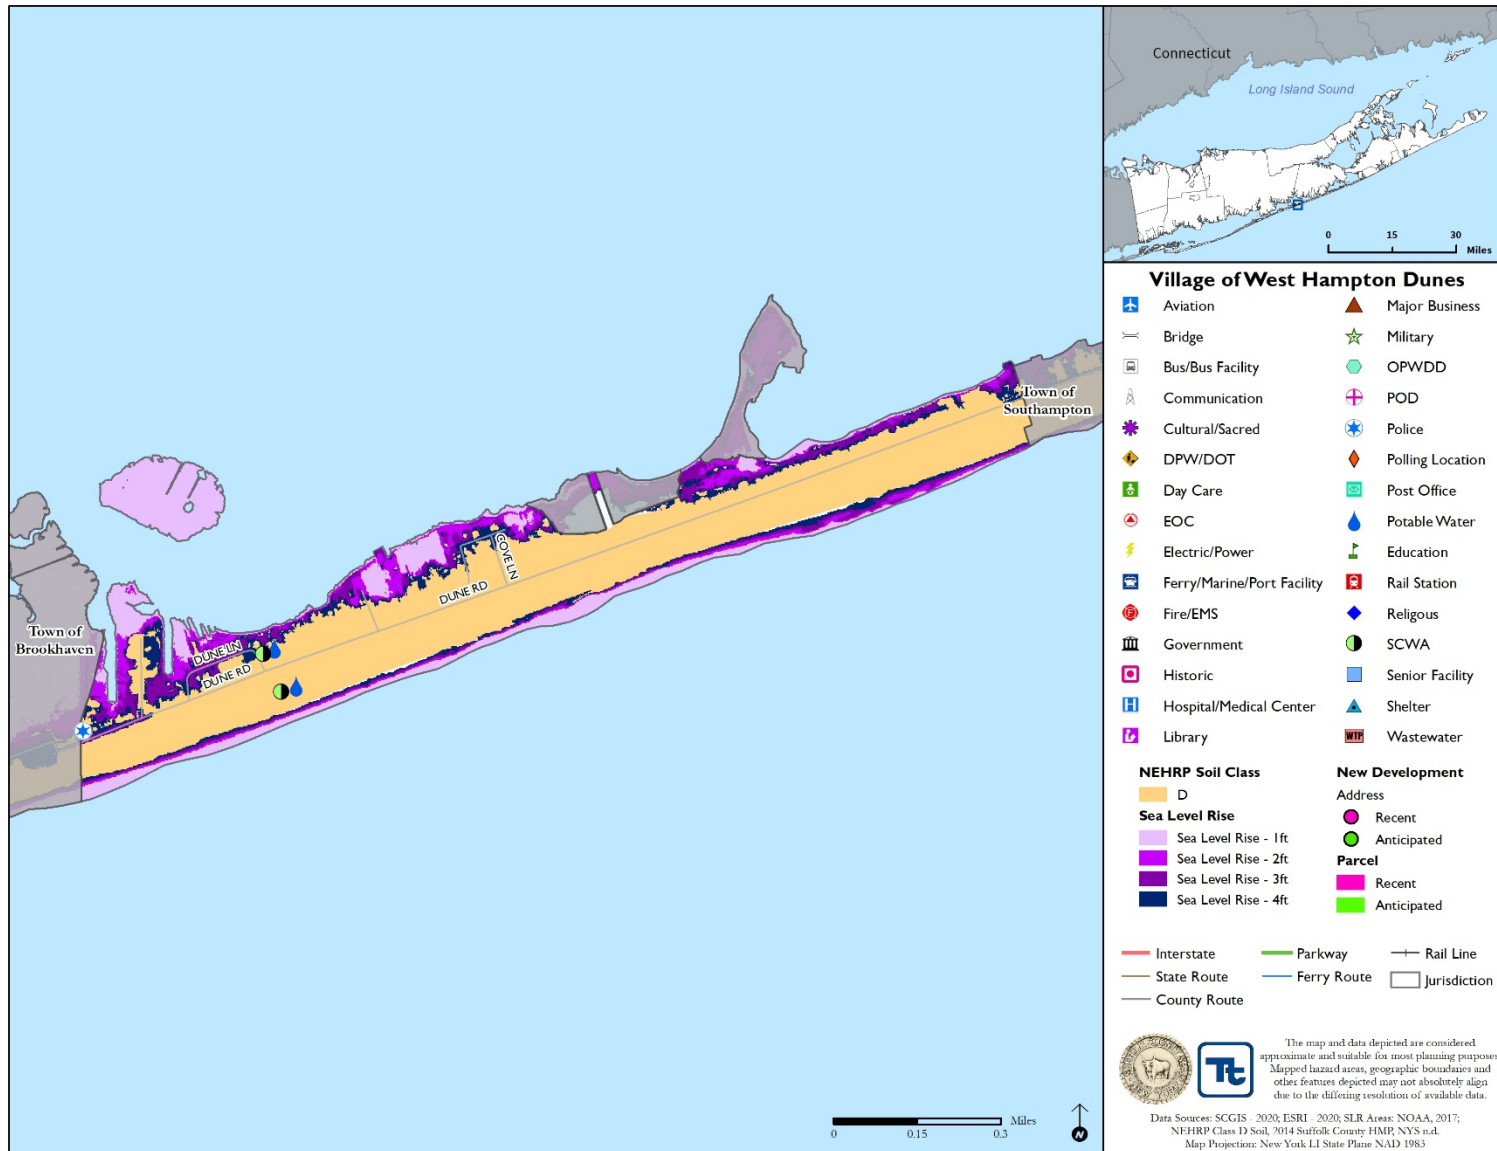 Connecticut
Long Island Sound
0 15 30
Miles
Village of West Hampton Dunes
Aviation
Bridge
Bus/Bus Facility
Communication
Cultural/Sacred
DPW/DOT
Day Care
EOC
Electric/Power
Ferry/Marine/Port Facility
Fire/EMS
Government
Historic
Hospital/Medical Center
Library
Major Business
Military
OPWDD
POD
Police
Polling Location
Post Office
Potable Water
Education
Rail Station
Religous
SCWA
Senior Facility
Shelter
WTP Wastewater
NEHRP Soil Class
D
Sea Level Rise
Sea Level Rise - 1ft
Sea Level Rise - 2ft
Sea Level Rise - 3ft
Sea Level Rise - 4ft
New Development
Address
Recent
Anticipated
Parcel
Recent
Anticipated
Interstate
State Route
County Route
Parkway
Ferry Route
Rail Line
Jurisdiction
Tt
The map and data depicted are considered
approximate and suitable for most planning purposes
Mapped hazard areas, geographic boundaries and
other features depicted may not absolutely align
due to the differing resolution of available data.
Data Sources: SCGIS - 2020; ESRI - 2020; SLR Areas: NOAA, 2017;
NEHRP Class D Soil, 2014 Suffolk County HMP, NYS n.d.
Map Projection: New York LI State Plane NAD 1983
Town of
Southampton
Town of
Brookhaven
COVE LN
DUNE RD
DUNE LN
DUNE RD
Miles
0 0.15 0.3
N